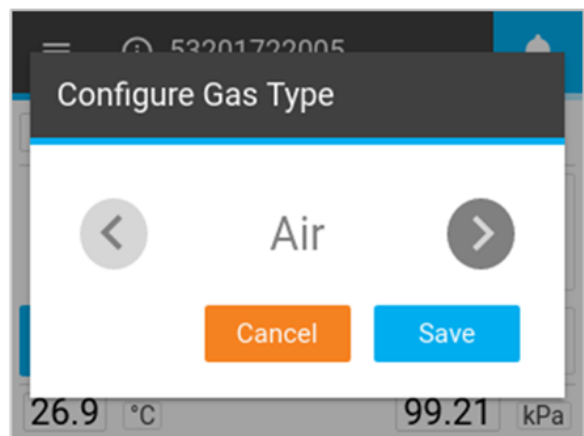 53201722005
Configure Gas Type
Air
Cancel Save
26.9 °C 99.21 kPa